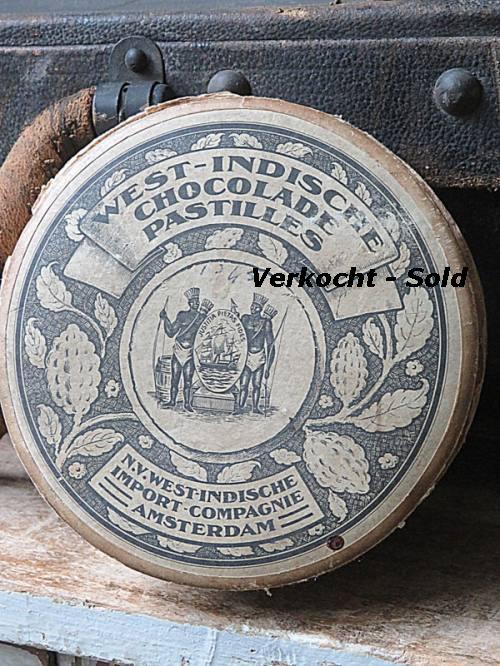 WEST-INDISCHE
CHOCOLADE
PASTILLES
Verkocht - Sold
N.V. WEST-INDISCHE
IMPORT-COMPAGNIE
AMSTERDAM